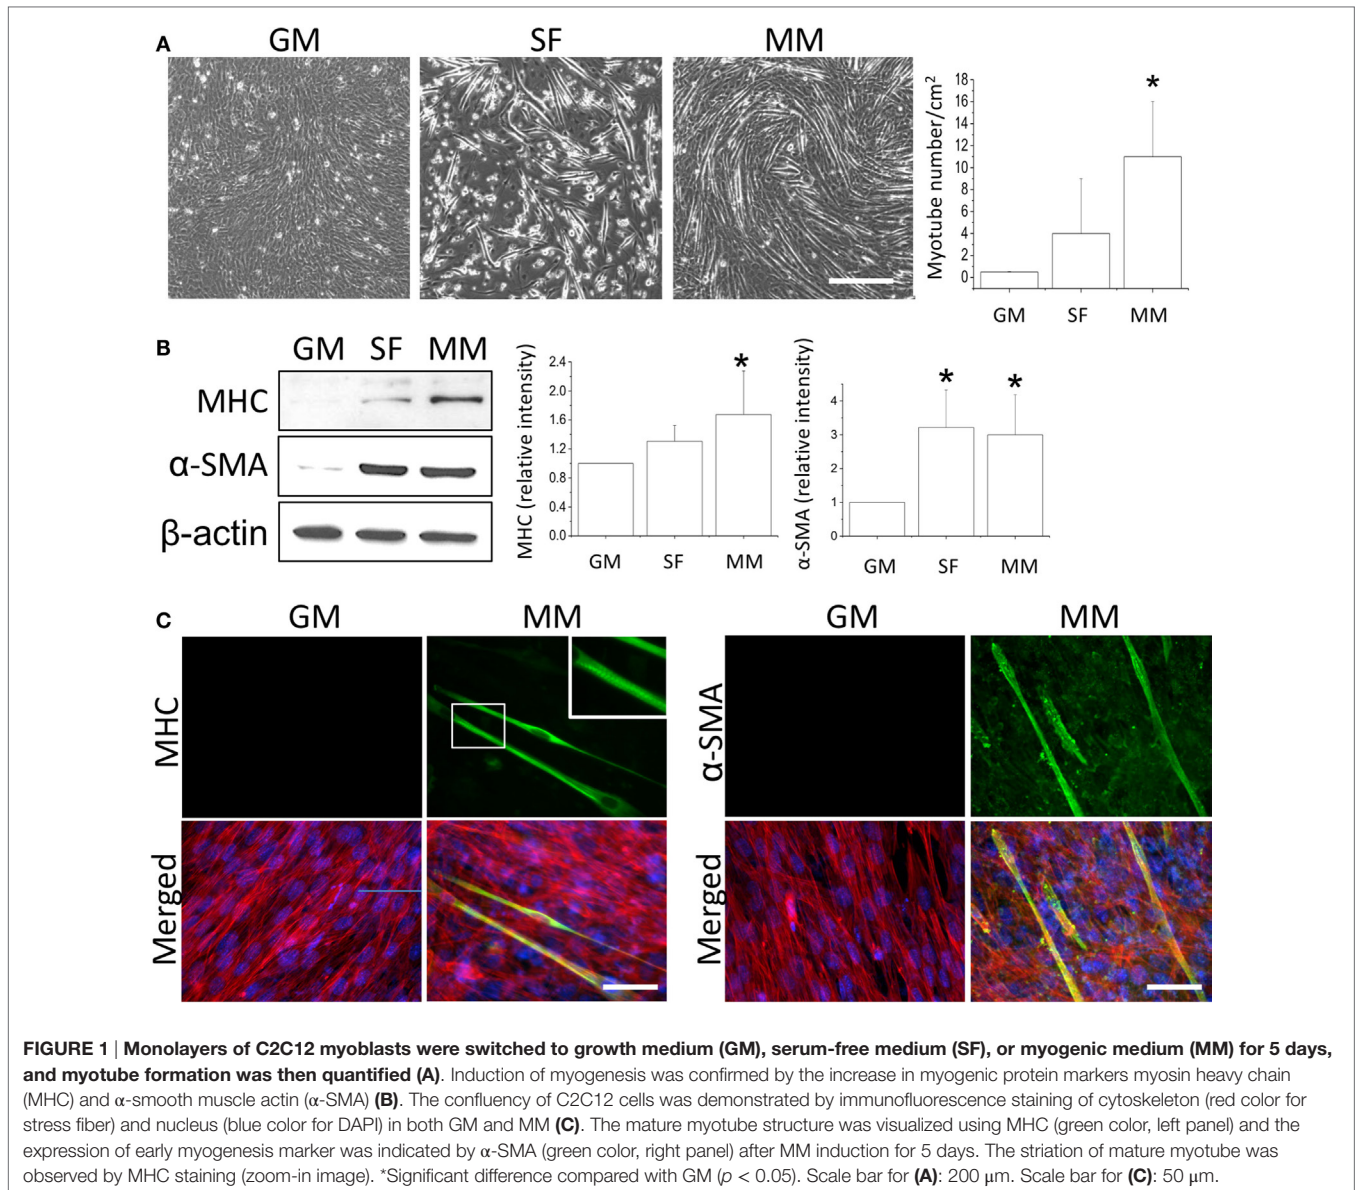 A
GM
SF
MM
Myotube number/cm²
18
16
14
12
10
8
6
4
2
0
*
GM
SF
MM
B
GM
SF
MM
MHC
α-SMA
β-actin
MHC (relative intensity)
2.4
2.0
1.6
1.2
0.8
0.4
0.0
*
GM
SF
MM
α-SMA (relative intensity)
4
3
2
1
0
*
*
GM
SF
MM
C
GM
MM
GM
MM
MHC
Merged
α-SMA
Merged
FIGURE 1 | Monolayers of C2C12 myoblasts were switched to growth medium (GM), serum-free medium (SF), or myogenic medium (MM) for 5 days,
and myotube formation was then quantified (A). Induction of myogenesis was confirmed by the increase in myogenic protein markers myosin heavy chain
(MHC) and α-smooth muscle actin (α-SMA) (B). The confluency of C2C12 cells was demonstrated by immunofluorescence staining of cytoskeleton (red color for
stress fiber) and nucleus (blue color for DAPI) in both GM and MM (C). The mature myotube structure was visualized using MHC (green color, left panel) and the
expression of early myogenesis marker was indicated by α-SMA (green color, right panel) after MM induction for 5 days. The striation of mature myotube was
observed by MHC staining (zoom-in image). *Significant difference compared with GM (p < 0.05). Scale bar for (A): 200 μm. Scale bar for (C): 50 μm.